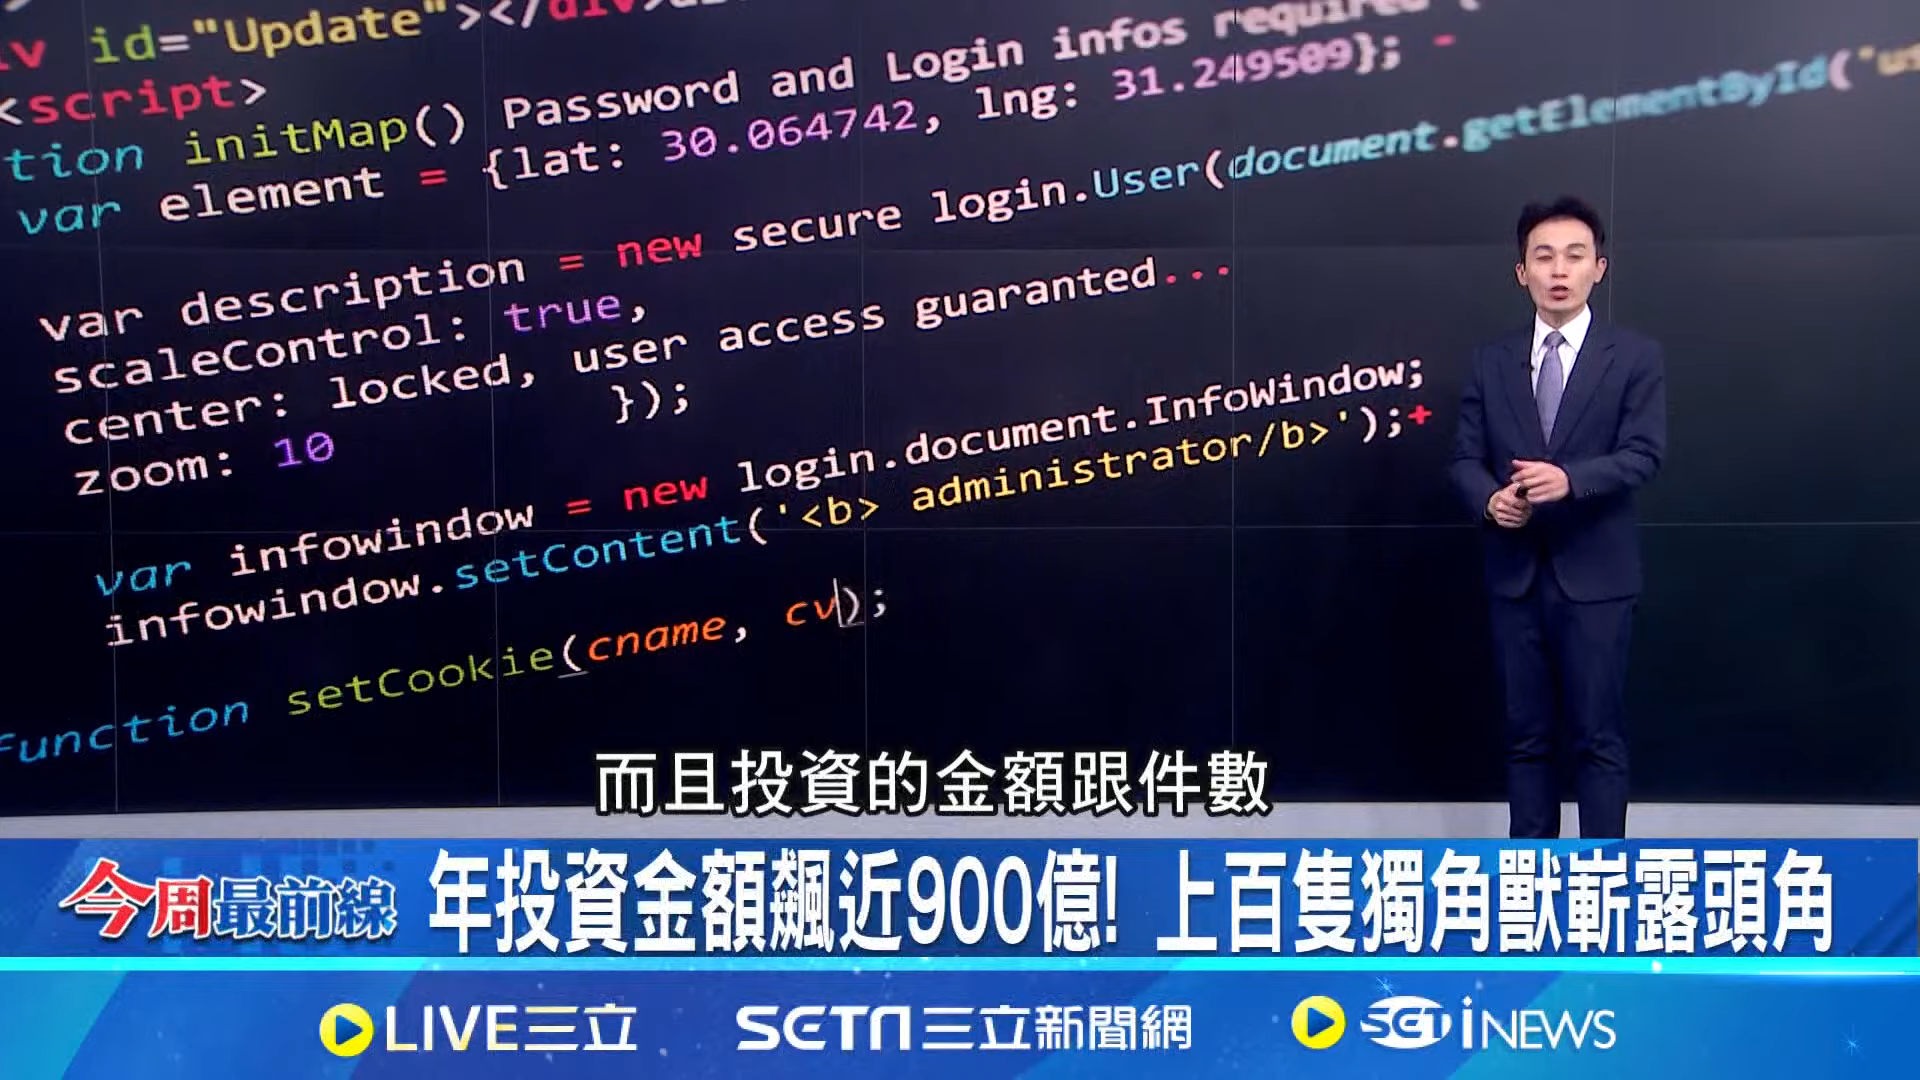 iv id="Update"></div>
<script>
tion initMap() Password and Login infos required {
var element = {lat: 30.064742, lng: 31.249509}; -
var description = new secure login.User(document.getElementById('us
scaleControl: true,
center: locked, user access guaranted...
zoom: 10 });
var infowindow = new login.document.InfoWindow;
infowindow.setContent('<b> administrator/b>');+
function setCookie(cname, cv);
而且投資的金額跟件數
今周最前線 年投資金額飆近900億! 上百隻獨角獸嶄露頭角
LIVE三立 SETN三立新聞網 SET iNEWS